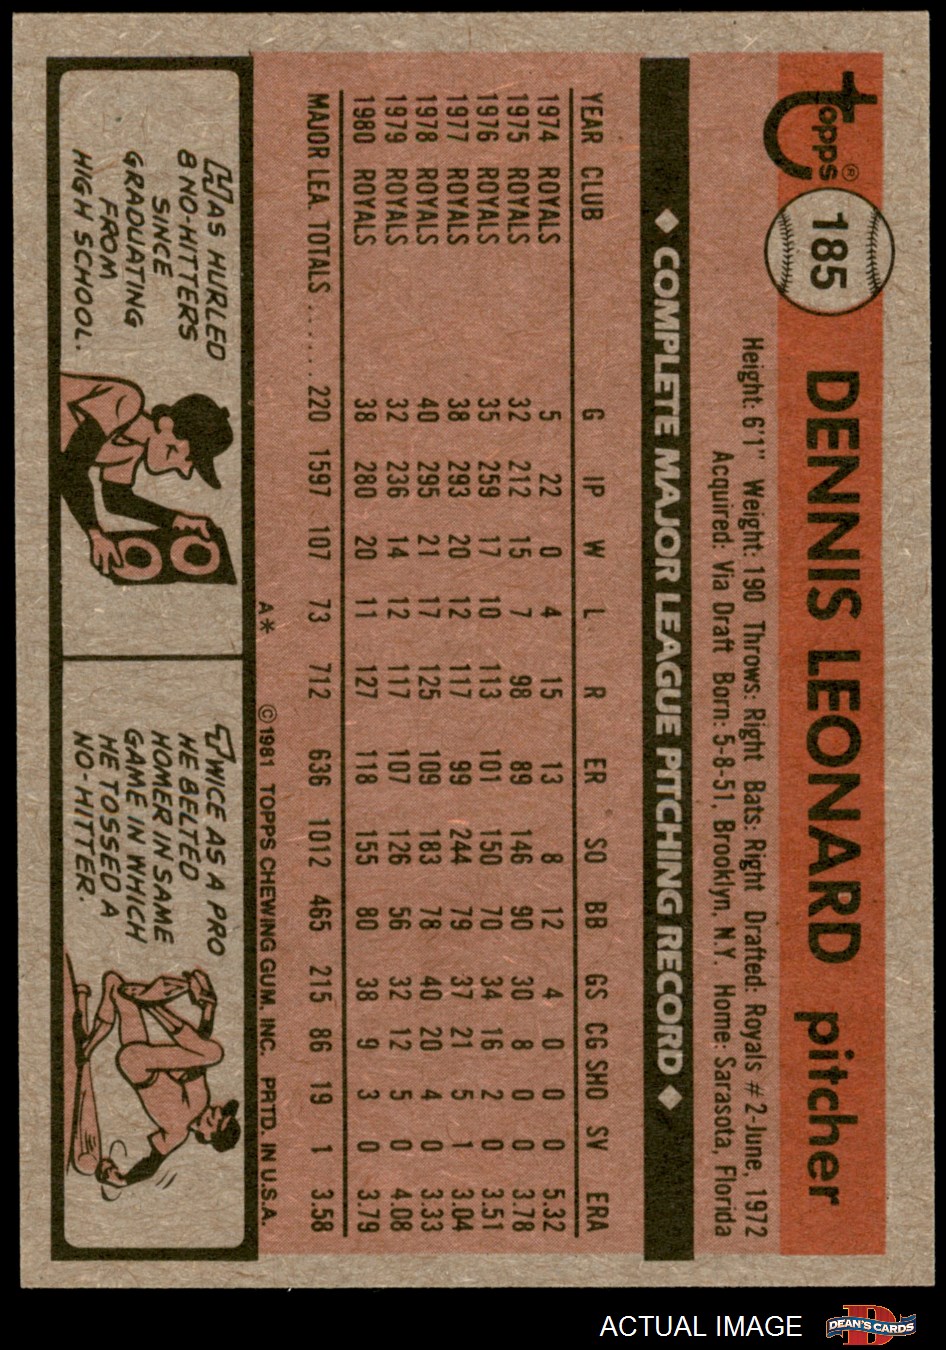 topps®
185
DENNIS LEONARD pitcher
Height: 6'1" Weight: 190 Throws: Right Bats: Right Drafted: Royals #2-June, 1972
Acquired: Via Draft Born: 5-8-51, Brooklyn, N.Y. Home: Sarasota, Florida
◆ COMPLETE MAJOR LEAGUE PITCHING RECORD ◆
YEAR CLUB G IP W L R ER SO BB GS CG SHO SV ERA
1974 ROYALS 5 22 0 4 15 13 8 12 4 0 0 0 5.32
1975 ROYALS 32 212 15 7 98 89 146 90 30 8 0 0 3.78
1976 ROYALS 35 259 17 10 113 101 150 70 34 16 2 0 3.51
1977 ROYALS 38 293 20 12 117 99 244 79 37 21 5 1 3.04
1978 ROYALS 40 295 21 17 125 109 183 78 40 20 4 0 3.33
1979 ROYALS 32 236 14 12 117 107 126 56 32 12 5 0 4.08
1980 ROYALS 38 280 20 11 127 118 155 80 38 9 3 0 3.79
MAJOR LEA. TOTALS ...... 220 1597 107 73 712 636 1012 465 215 86 19 1 3.58
A* ©1981 TOPPS CHEWING GUM, INC. PRTD. IN U.S.A.
HAS HURLED
8 NO-HITTERS
SINCE
GRADUATING
FROM
HIGH SCHOOL.
TWICE AS A PRO
HE BELTED
HOMER IN SAME
GAME IN WHICH
HE TOSSED A
NO-HITTER.
ACTUAL IMAGE
D
DEAN'S CARDS